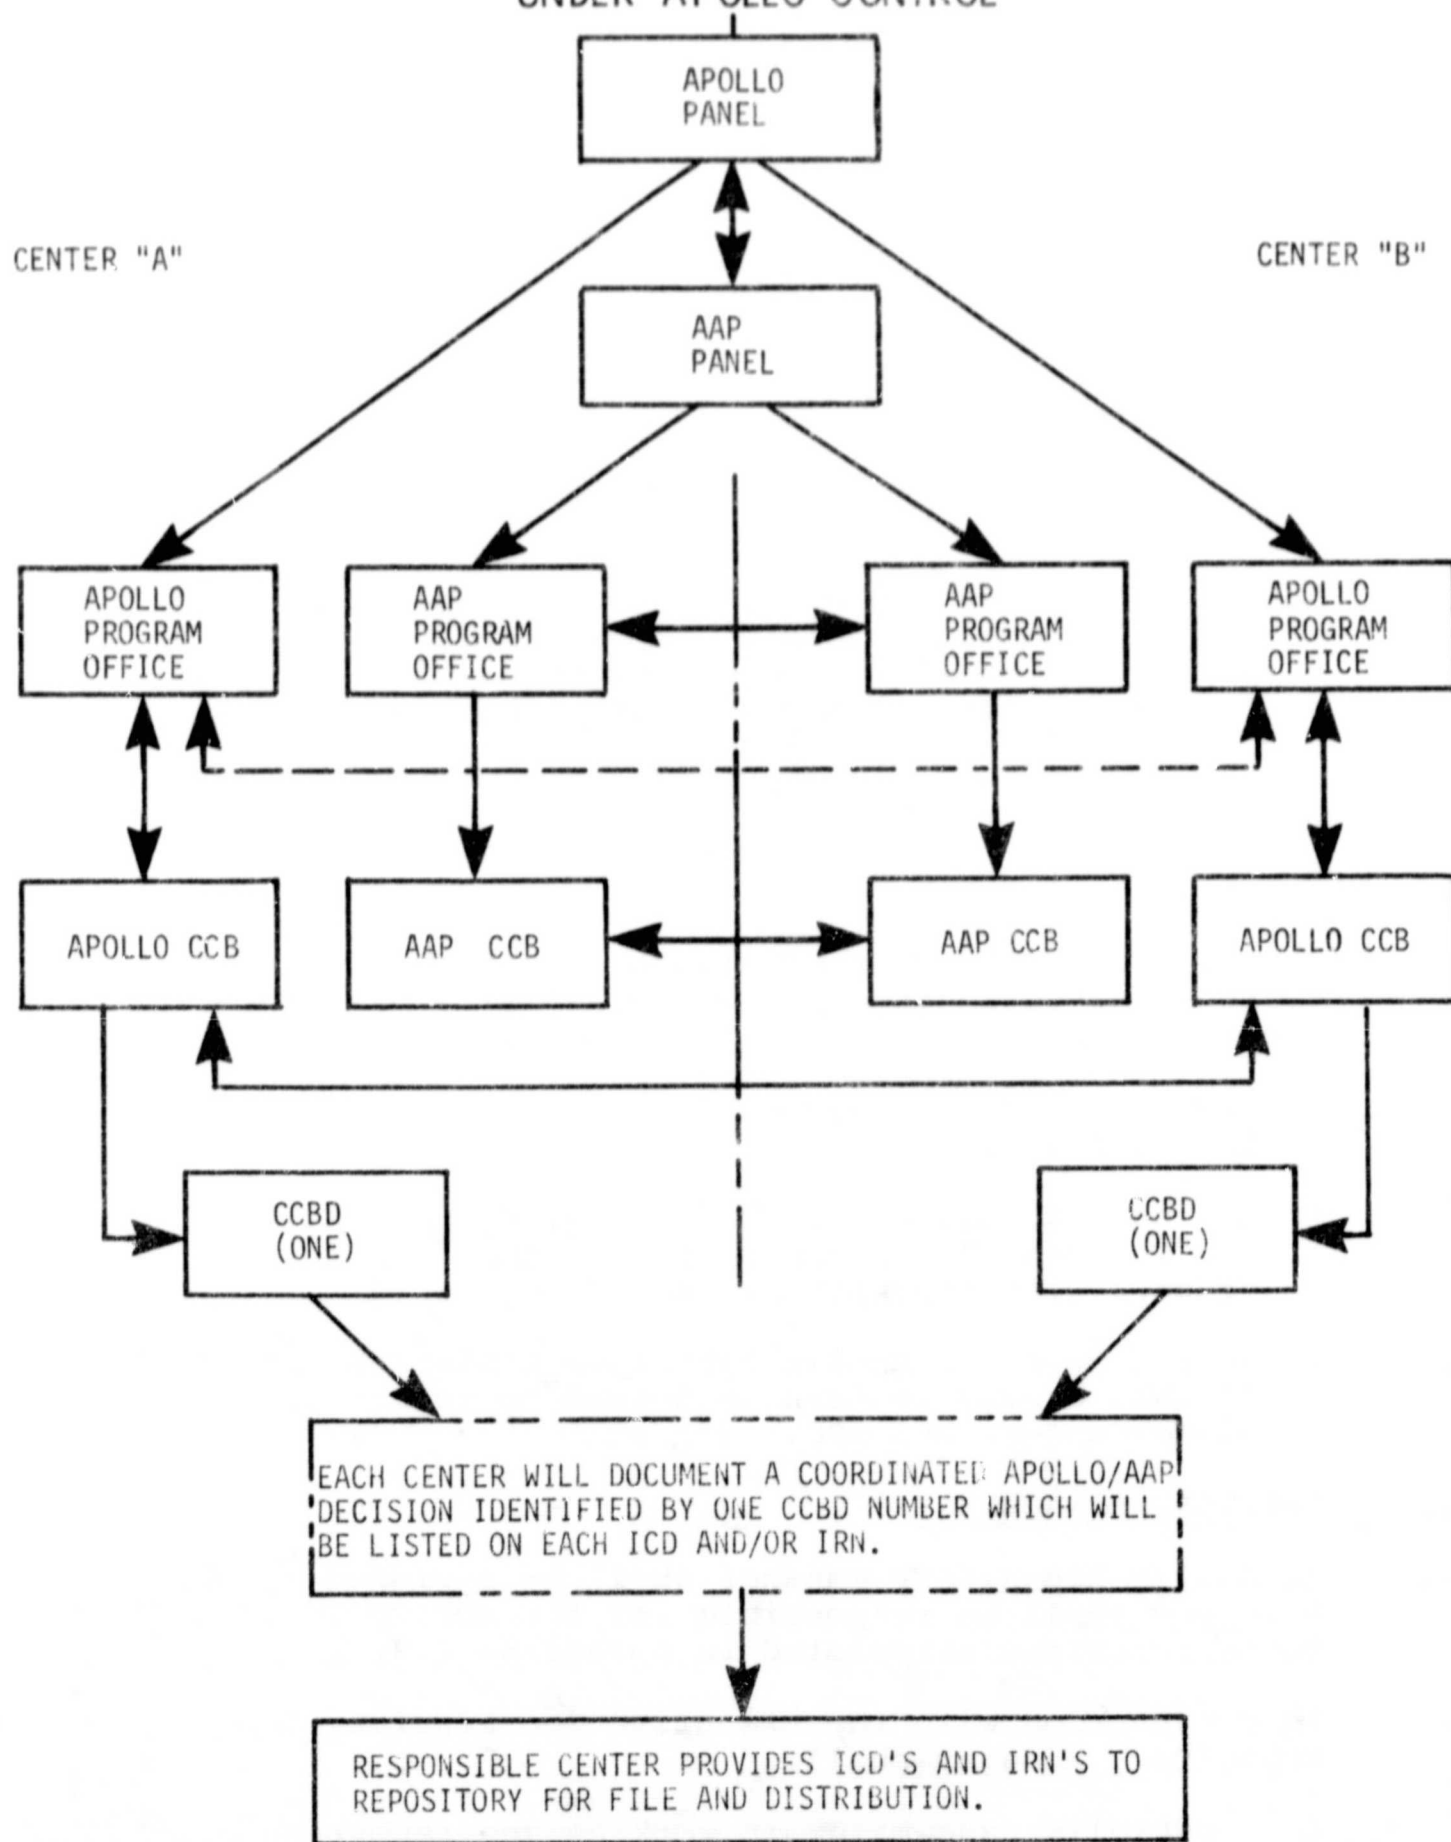 UNDER APOLLO CONTROL
APOLLO
PANEL
CENTER "A"
CENTER "B"
AAP
PANEL
APOLLO
PROGRAM
OFFICE
AAP
PROGRAM
OFFICE
AAP
PROGRAM
OFFICE
APOLLO
PROGRAM
OFFICE
APOLLO CCB
AAP CCB
AAP CCB
APOLLO CCB
CCBD
(ONE)
CCBD
(ONE)
EACH CENTER WILL DOCUMENT A COORDINATED APOLLO/AAP
DECISION IDENTIFIED BY ONE CCBD NUMBER WHICH WILL
BE LISTED ON EACH ICD AND/OR IRN.
RESPONSIBLE CENTER PROVIDES ICD'S AND IRN'S TO
REPOSITORY FOR FILE AND DISTRIBUTION.